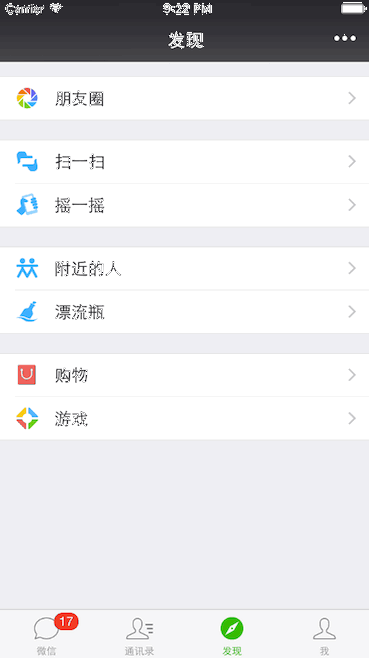 Carrier 9:22 PM
发现
朋友圈
扫一扫
摇一摇
附近的人
漂流瓶
购物
游戏
17
微信 通讯录 发现 我